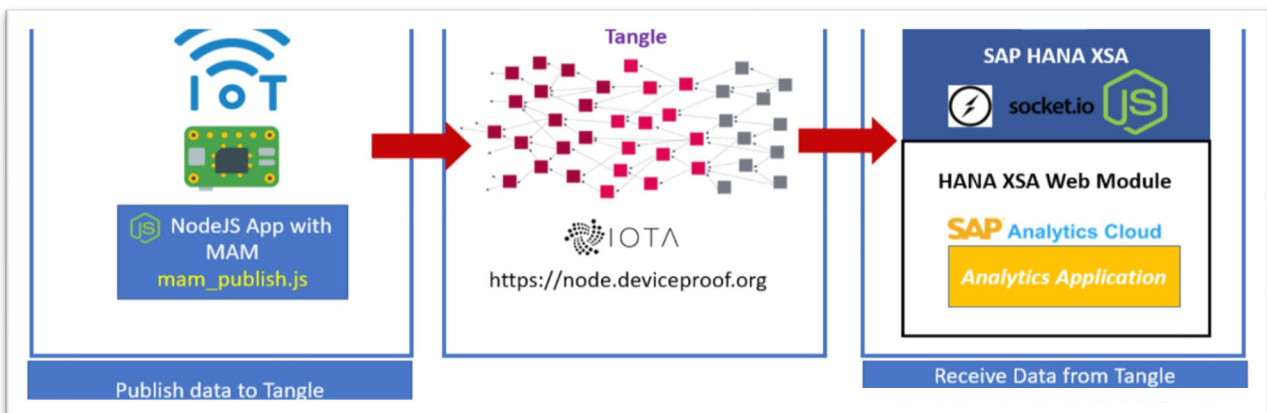 IoT
JS NodeJS App with
MAM
mam_publish.js
Publish data to Tangle
Tangle
IOTA
https://node.deviceproof.org
SAP HANA XSA
socket.io JS
HANA XSA Web Module
SAP Analytics Cloud
Analytics Application
Receive Data from Tangle